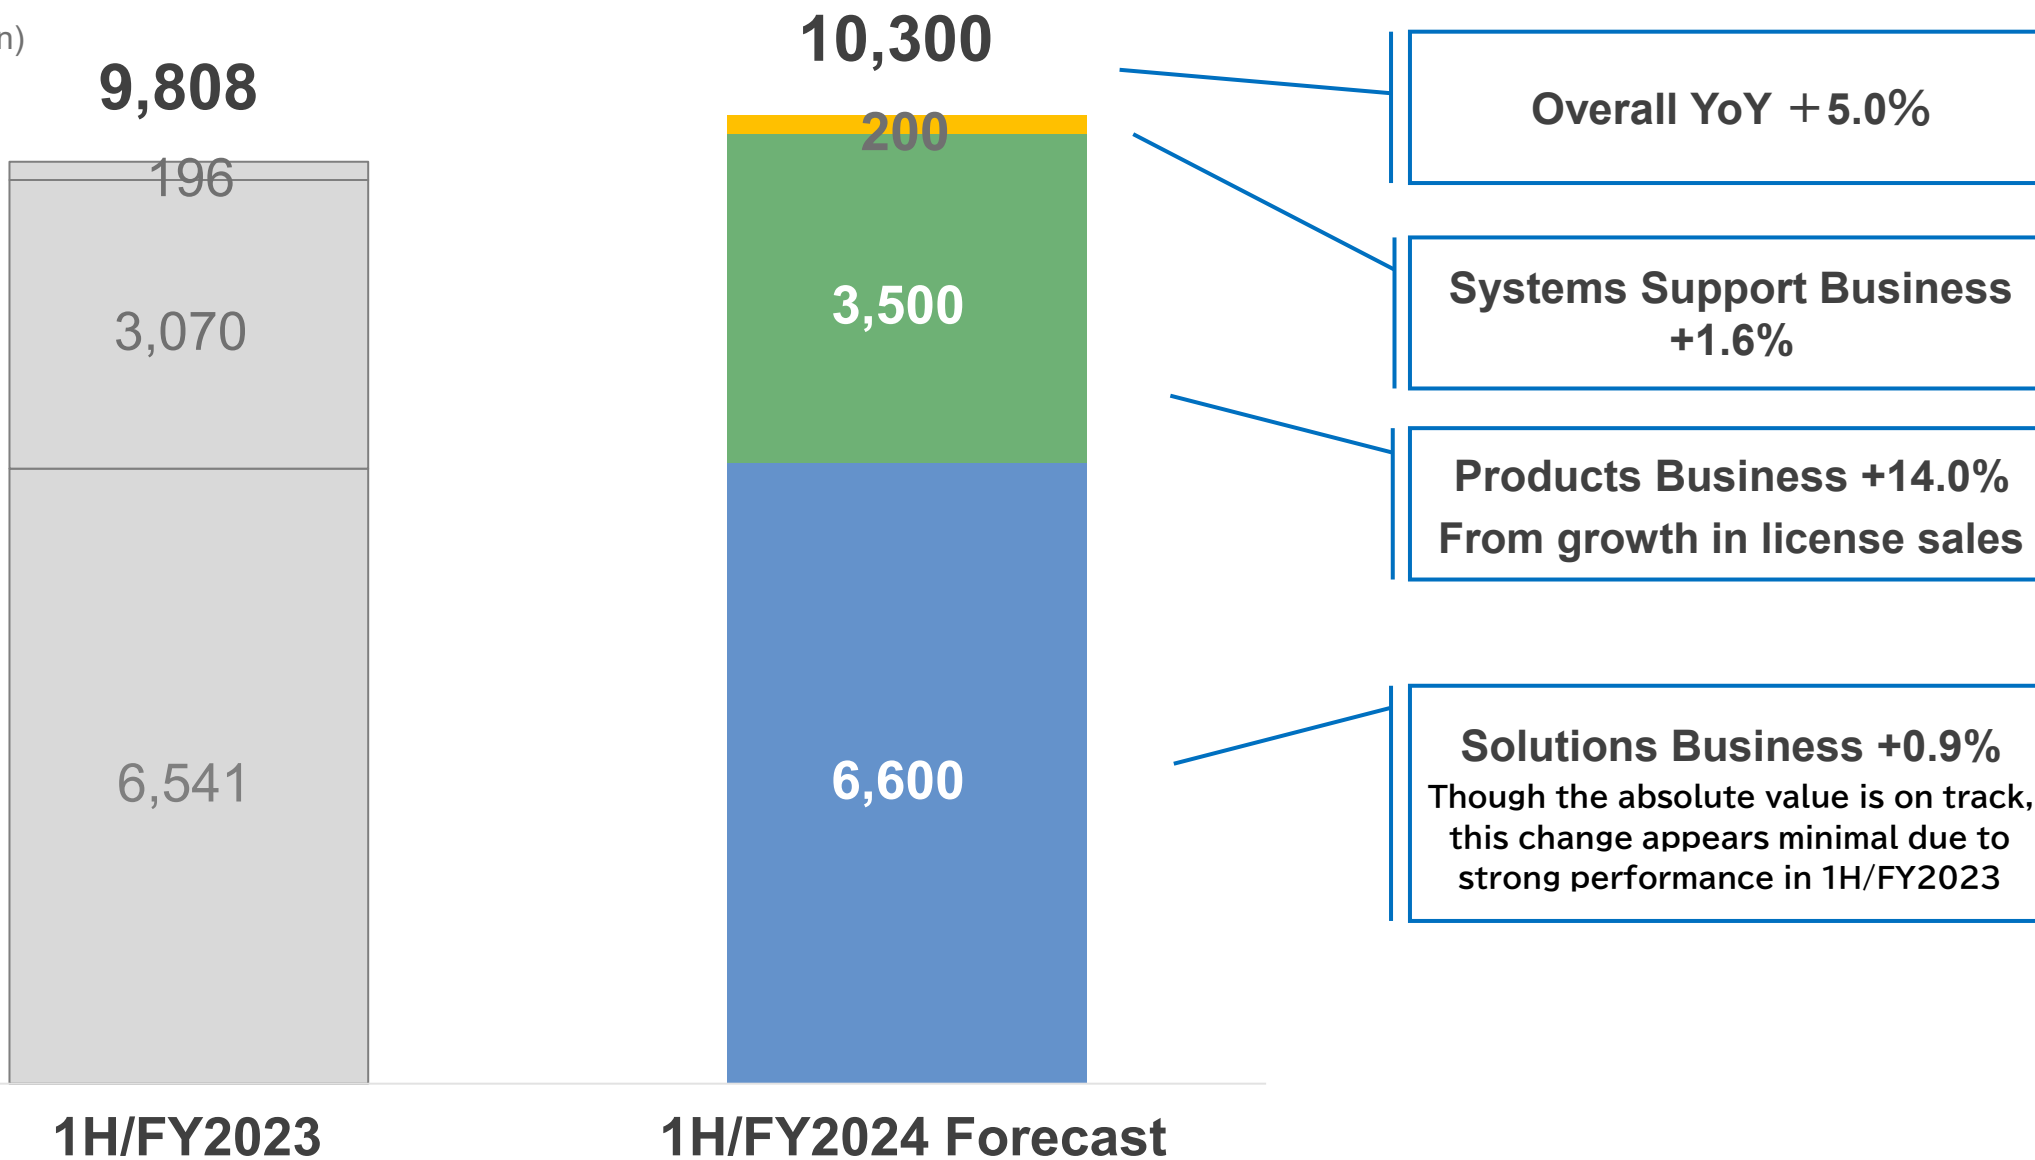 n)
9,808
196
3,070
6,541
1H/FY2023
10,300
200
3,500
6,600
1H/FY2024 Forecast
Overall YoY +5.0%
Systems Support Business
+1.6%
Products Business +14.0%
From growth in license sales
Solutions Business +0.9%
Though the absolute value is on track,
this change appears minimal due to
strong performance in 1H/FY2023